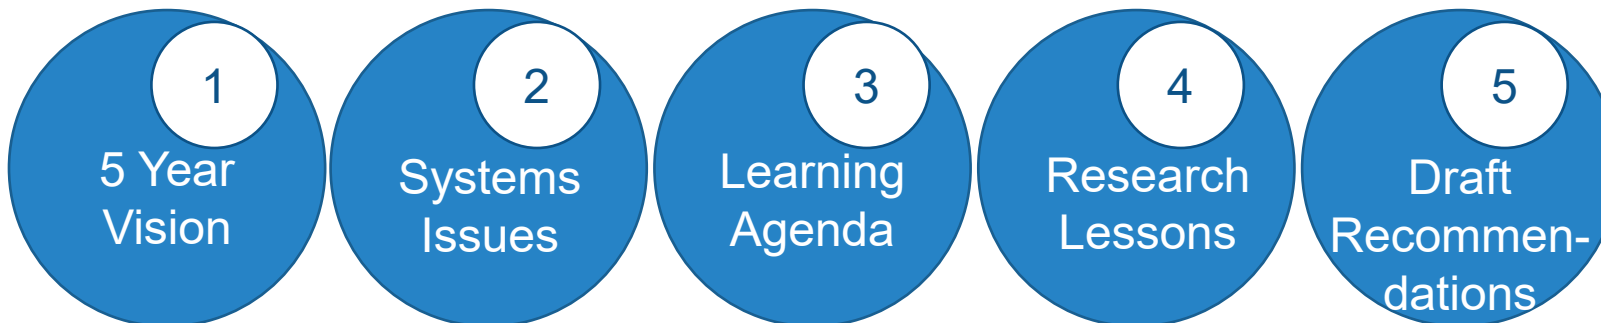 1
5 Year
Vision
2
Systems
Issues
3
Learning
Agenda
4
Research
Lessons
5
Draft
Recommen-
dations